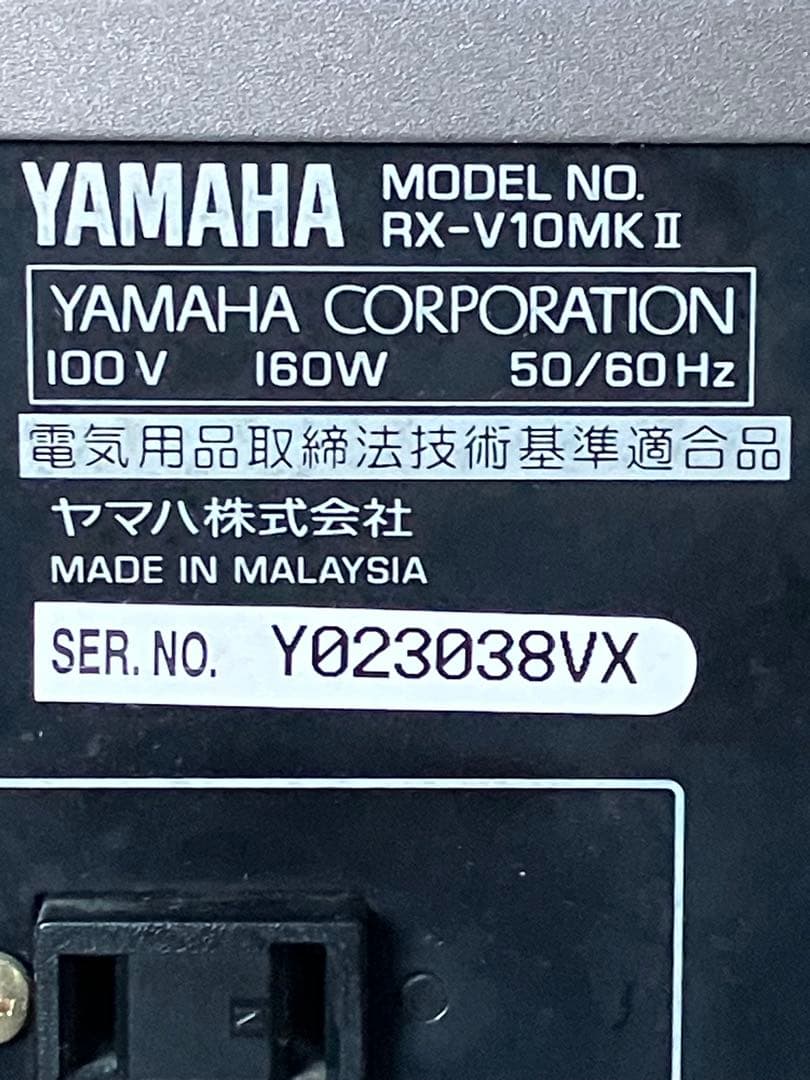 YAMAHA MODEL NO.
RX-V10MKⅡ
YAMAHA CORPORATION
100V 160W 50/60Hz
電気用品取締法技術基準適合品
ヤマハ株式会社
MADE IN MALAYSIA
SER. NO. Y023038VX
N